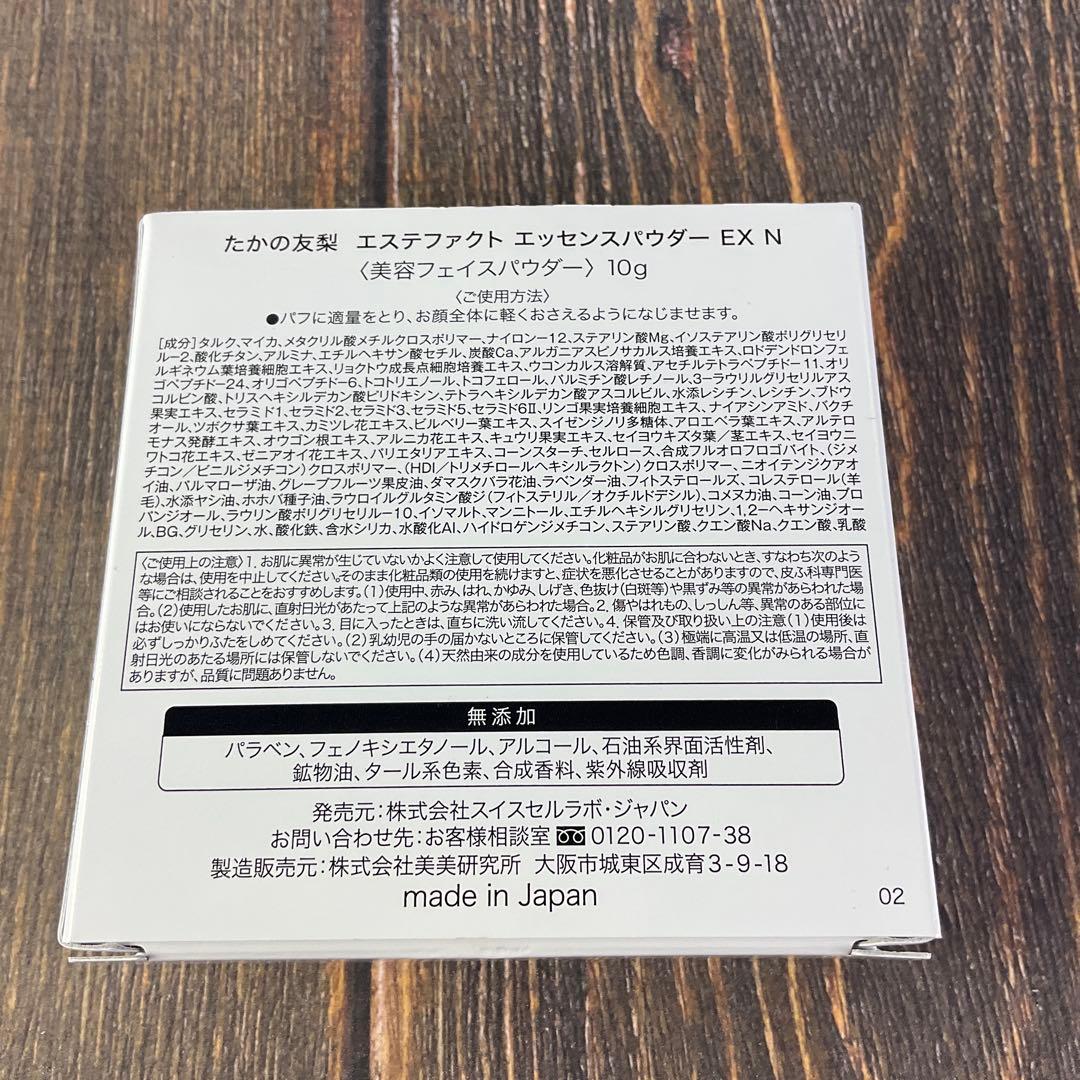 たかの友梨 エステファクト エッセンスパウダー EX N
〈美容フェイスパウダー〉10g
〈ご使用方法〉
●パフに適量をとり、お顔全体に軽くおさえるようになじませます。
[成分]タルク、マイカ、メタクリル酸メチルクロスポリマー、ナイロン-12、ステアリン酸Mg、イソステアリン酸ポリグリセリ
ル-2、酸化チタン、アルミナ、エチルヘキサン酸セチル、炭酸Ca、アルガニアスピノサカルス培養エキス、ロドデンドロンフェ
ルギネウム葉培養細胞エキス、リョクトウ成長点細胞培養エキス、ウコンカルス溶解質、アセチルテトラペプチド-11、オリ
ゴペプチド-24、オリゴペプチド-6、トコトリエノール、トコフェロール、パルミチン酸レチノール、3-ラウリルグリセリルアス
コルビン酸、トリスヘキシルデカン酸ピリドキシン、テトラヘキシルデカン酸アスコルビル、水添レシチン、レシチン、ブドウ
果実エキス、セラミド1、セラミド2、セラミド3、セラミド5、セラミド6Ⅱ、リンゴ果実培養細胞エキス、ナイアシンアミド、バクチ
オール、ツボクサ葉エキス、カミツレ花エキス、ビルベリー葉エキス、スイゼンジノリ多糖体、アロエベラ葉エキス、アルテロ
モナス発酵エキス、オウゴン根エキス、アルニカ花エキス、キュウリ果実エキス、セイヨウキズタ葉/茎エキス、セイヨウニ
ワトコ花エキス、ゼニアオイ花エキス、パリエタリアエキス、コーンスターチ、セルロース、合成フルオロフロゴパイト、(ジメ
チコン/ビニルジメチコン)クロスポリマー、(HDI/トリメチロールヘキシルラクトン)クロスポリマー、ニオイテンジクアオ
イ油、パルマローザ油、グレープフルーツ果皮油、ダマスクバラ花油、ラベンダー油、フィトステロールズ、コレステロール(羊
毛)、水添ヤシ油、ホホバ種子油、ラウロイルグルタミン酸ジ(フィトステリル/オクチルドデシル)、コメヌカ油、コーン油、プロ
パンジオール、ラウリン酸ポリグリセリル-10、イソマルト、マンニトール、エチルヘキシルグリセリン、1,2-ヘキサンジオー
ル、BG、グリセリン、水、酸化鉄、含水シリカ、水酸化Al、ハイドロゲンジメチコン、ステアリン酸、クエン酸Na、クエン酸、乳酸
〈ご使用上の注意〉1. お肌に異常が生じていないかよく注意して使用してください。化粧品がお肌に合わないとき、すなわち次のよう
な場合は、使用を中止してください。そのまま化粧品類の使用を続けますと、症状を悪化させることがありますので、皮ふ科専門医
等にご相談されることをおすすめします。(1)使用中、赤み、はれ、かゆみ、しげき、色抜け(白斑等)や黒ずみ等の異常があらわれた場
合。(2)使用したお肌に、直射日光があたって上記のような異常があらわれた場合。2. 傷やはれもの、しっしん等、異常のある部位に
はお使いにならないでください。3. 目に入ったときは、直ちに洗い流してください。4. 保管及び取り扱い上の注意(1)使用後は
必ずしっかりふたをしめてください。(2)乳幼児の手の届かないところに保管してください。(3)極端に高温又は低温の場所、直
射日光のあたる場所には保管しないでください。(4)天然由来の成分を使用しているため色調、香調に変化がみられる場合が
ありますが、品質に問題ありません。
無添加
パラベン、フェノキシエタノール、アルコール、石油系界面活性剤、
鉱物油、タール系色素、合成香料、紫外線吸収剤
発売元:株式会社スイスセルラボ・ジャパン
お問い合わせ先:お客様相談室 0120-1107-38
製造販売元:株式会社美美研究所 大阪市城東区成育3-9-18
made in Japan
02